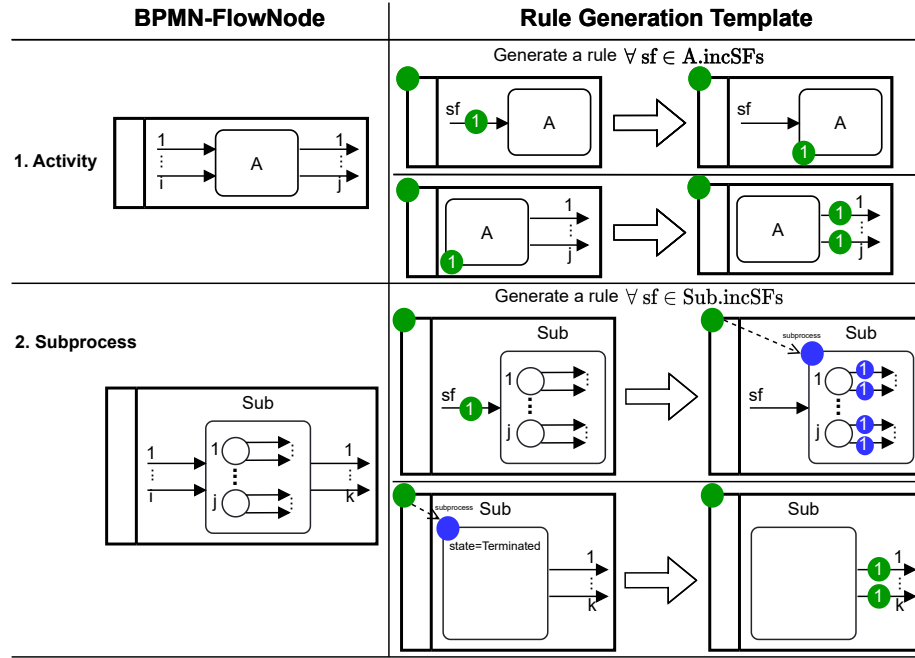 BPMN-FlowNode
Rule Generation Template
1. Activity
1
i
A
1
j
Generate a rule ∀ sf ∈ A.incSFs
sf
1
A
sf
A
1
A
1
1
j
A
1
1
1
j
2. Subprocess
Sub
1
i
1
j
1
k
Generate a rule ∀ sf ∈ Sub.incSFs
Sub
sf
1
1
j
subprocess
Sub
sf
1
j
1
1
1
1
subprocess
Sub
state=Terminated
1
k
Sub
1
1
1
k